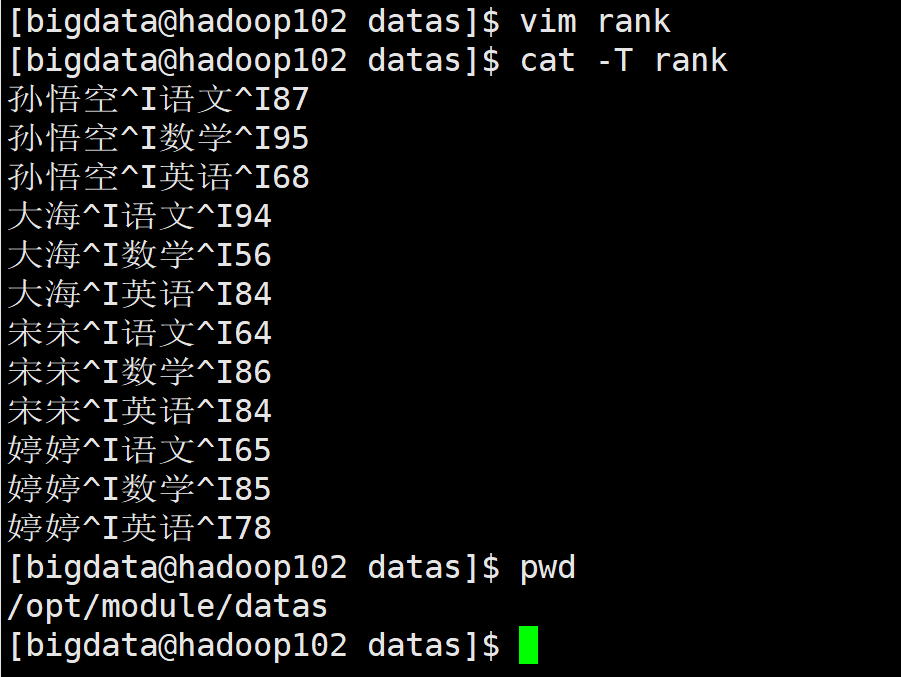 [bigdata@hadoop102 datas]$ vim rank
[bigdata@hadoop102 datas]$ cat -T rank
孙悟空^I语文^I87
孙悟空^I数学^I95
孙悟空^I英语^I68
大海^I语文^I94
大海^I数学^I56
大海^I英语^I84
宋宋^I语文^I64
宋宋^I数学^I86
宋宋^I英语^I84
婷婷^I语文^I65
婷婷^I数学^I85
婷婷^I英语^I78
[bigdata@hadoop102 datas]$ pwd
/opt/module/datas
[bigdata@hadoop102 datas]$